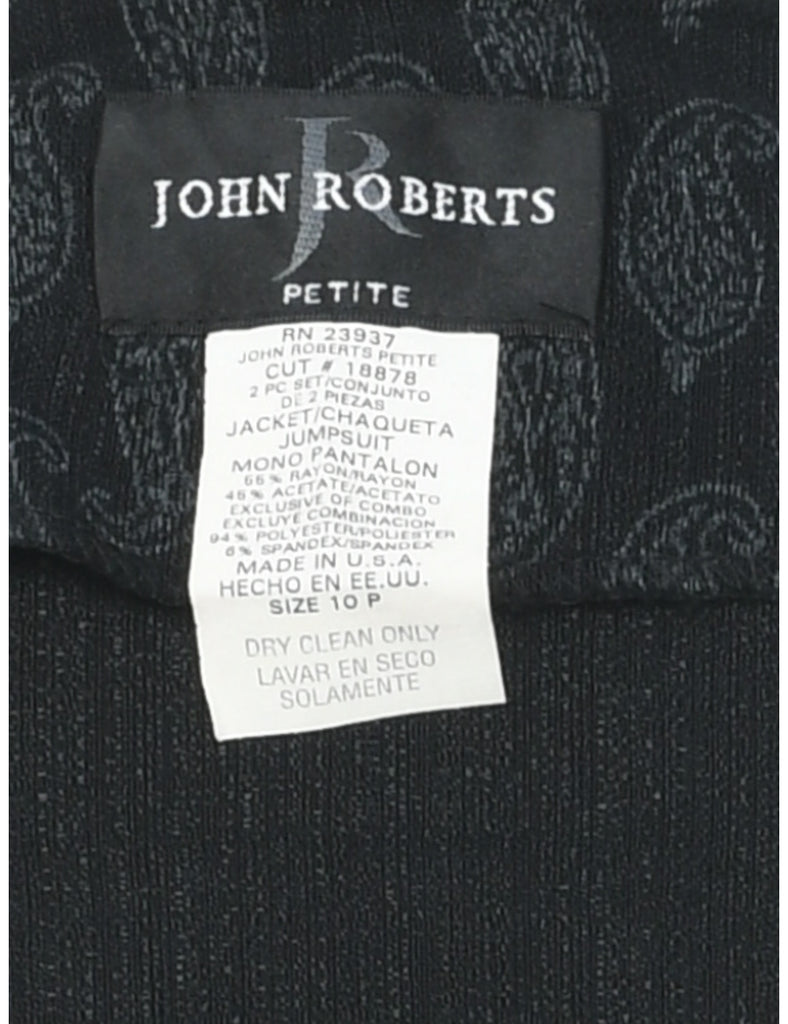 JR
JOHN ROBERTS
PETITE
RN 23937
JOHN ROBERTS PETITE
CUT # 18878
2 PC SET/CONJUNTO
DE 2 PIEZAS
JACKET/CHAQUETA
JUMPSUIT
MONO PANTALON
55% RAYON/RAYON
45% ACETATE/ACETATO
EXCLUSIVE OF COMBO
EXCLUYE COMBINACION
94% POLYESTER/POLIESTER
6% SPANDEX/SPANDEX
MADE IN U.S.A.
HECHO EN EE.UU.
SIZE 10 P
DRY CLEAN ONLY
LAVAR EN SECO
SOLAMENTE